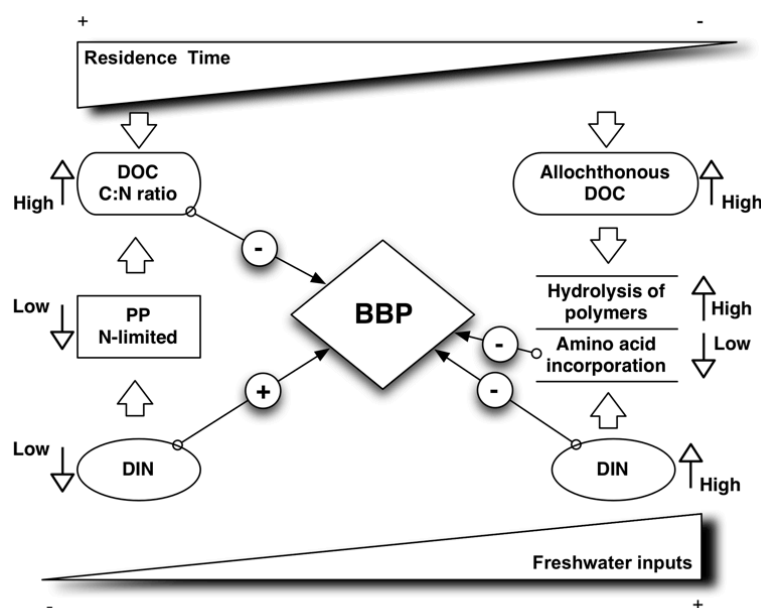 +
-
Residence Time
DOC
C:N ratio
High
Allochthonous
DOC
High
-
Low
PP
N-limited
BBP
Hydrolysis of
polymers
High
-
Amino acid
incorporation
Low
+
-
Low
DIN
DIN
High
Freshwater inputs
-
+